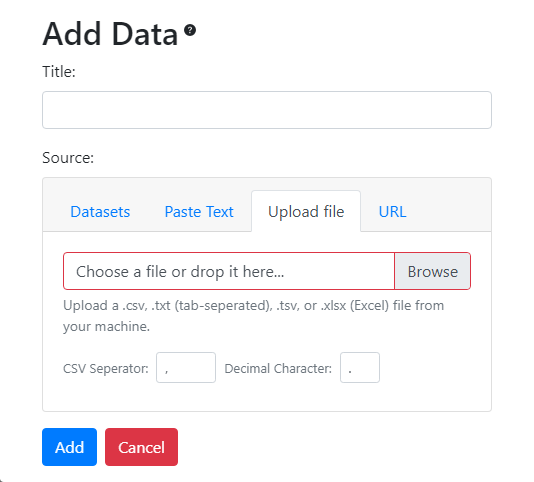 Add Data ?
Title:
Source:
Datasets Paste Text Upload file URL
Choose a file or drop it here... Browse
Upload a .csv, .txt (tab-seperated), .tsv, or .xlsx (Excel) file from
your machine.
CSV Seperator: , Decimal Character: .
Add Cancel